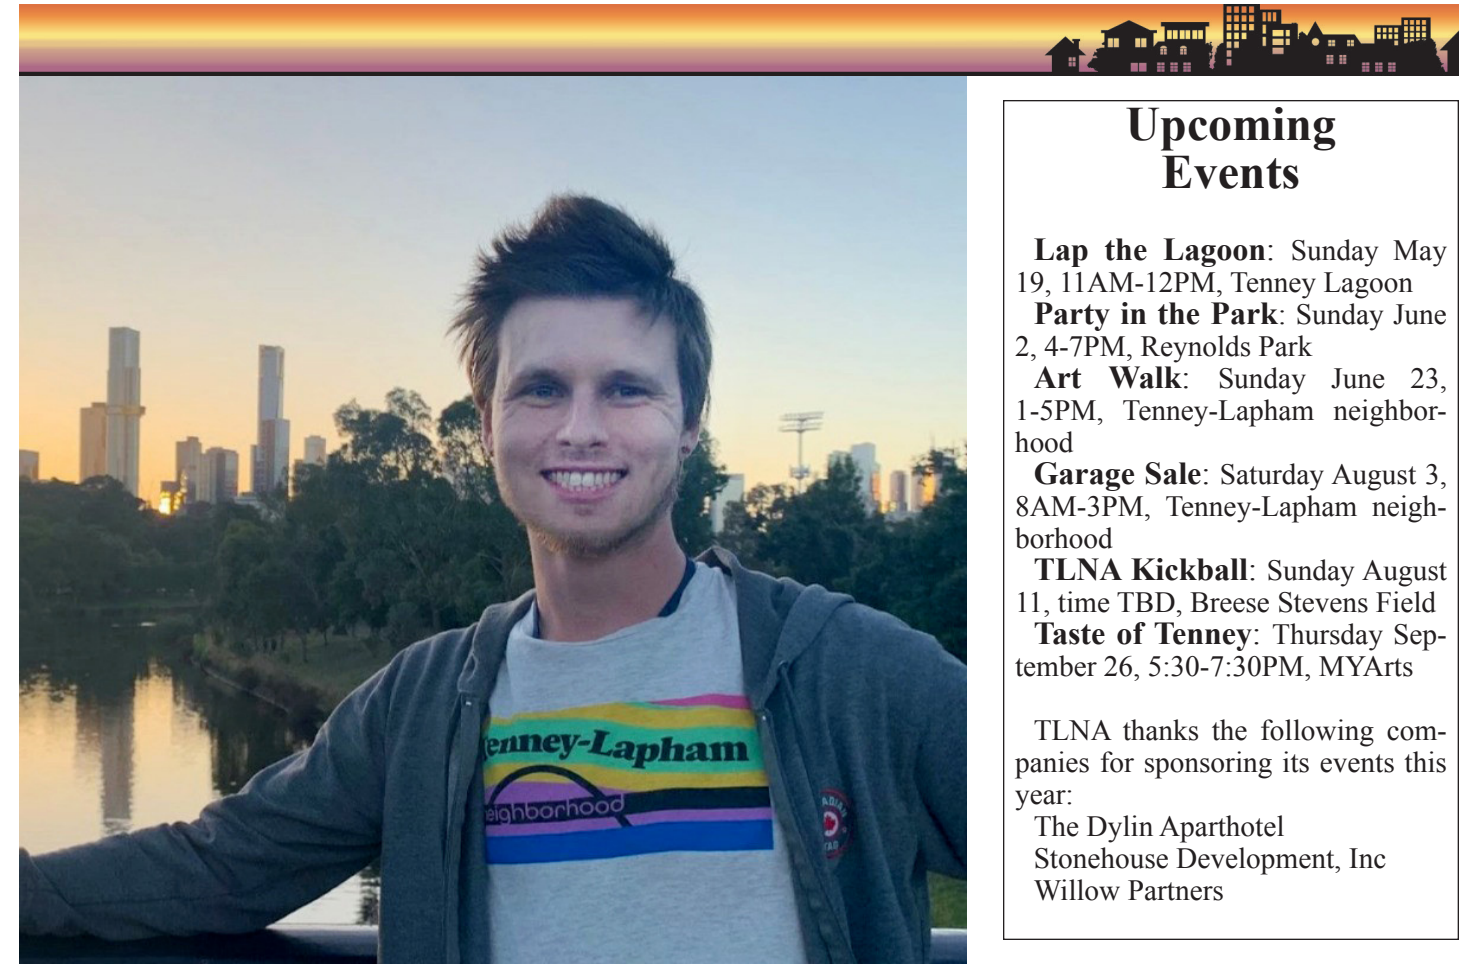 Upcoming
Events
Lap the Lagoon: Sunday May
19, 11AM-12PM, Tenney Lagoon
Party in the Park: Sunday June
2, 4-7PM, Reynolds Park
Art Walk: Sunday June 23,
1-5PM, Tenney-Lapham neighbor-
hood
Garage Sale: Saturday August 3,
8AM-3PM, Tenney-Lapham neigh-
borhood
TLNA Kickball: Sunday August
11, time TBD, Breese Stevens Field
Taste of Tenney: Thursday Sep-
tember 26, 5:30-7:30PM, MYArts
TLNA thanks the following com-
panies for sponsoring its events this
year:
The Dylin Aparthotel
Stonehouse Development, Inc
Willow Partners
enney-Lapham
eighborhood